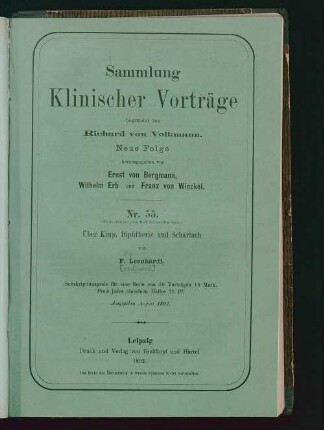 Sammlung
Klinischer Vorträge
begründet von
Richard von Volkmann.
Neue Folge
herausgegeben von
Ernst von Bergmann,
Wilhelm Erb und Franz von Winckel.
Nr. 55.
Über Krup, Diphtherie und Scharlach
von
F. Leonhardi.
Subskriptionspreis für eine Serie von 30 Vorträgen 15 Mark.
Preis jedes einzelnen Heftes 75 Pf.
Ausgegeben August 1892.
Leipzig
Druck und Verlag von Breitkopf und Härtel
1892.